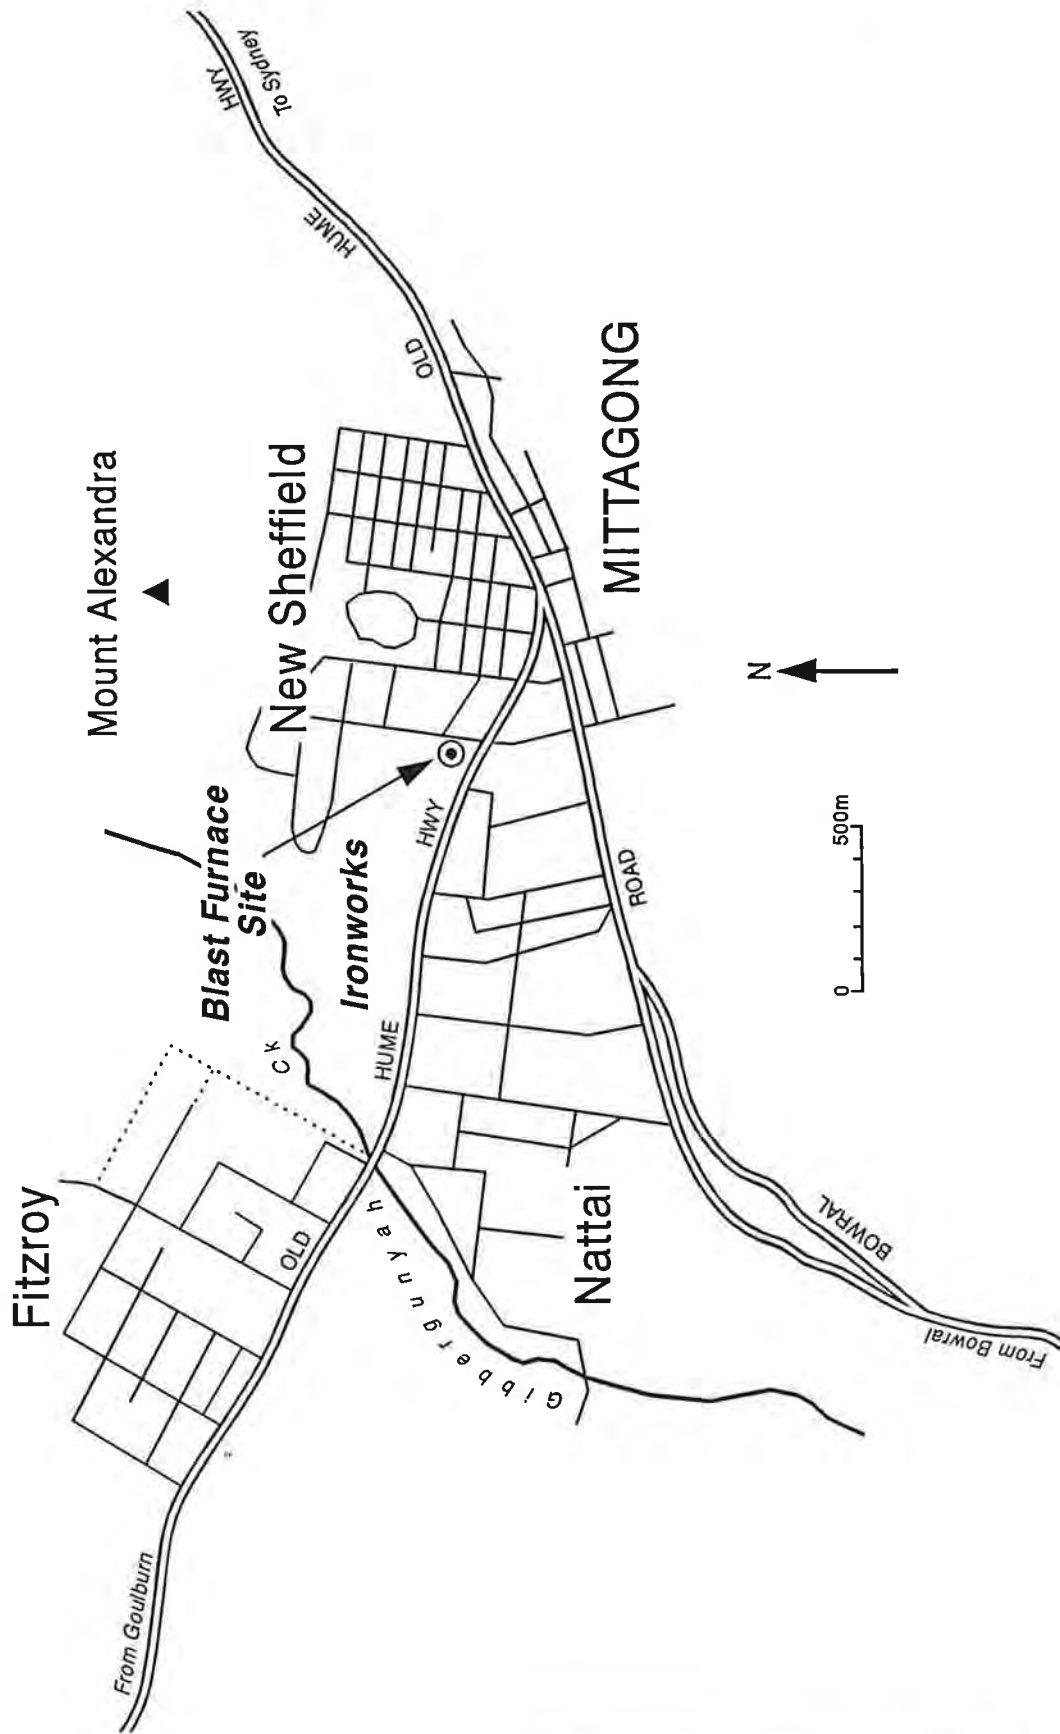 Mount Alexandra
HWY
To Sydney
HUME
OLD
New Sheffield
MITTAGONG
Fitzroy
Blast Furnace
Site
Ironworks
HWY
HUME
Ck
OLD
Gibbergunyah
Nattai
ROAD
BOWRAL
From Bowral
From Goulburn
N
0
500m